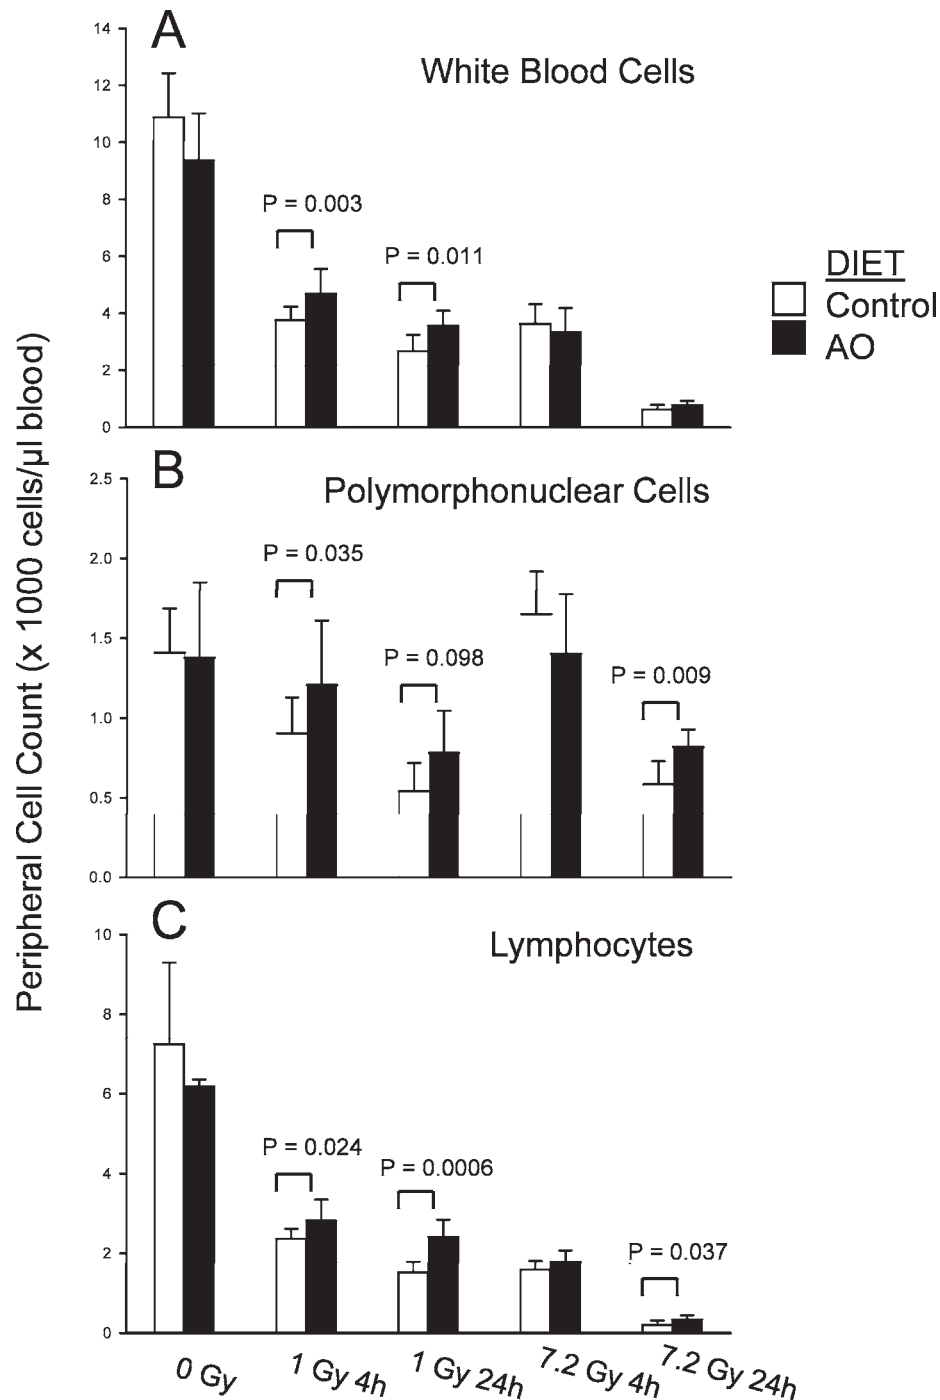 Peripheral Cell Count (x 1000 cells/µl blood)
A
White Blood Cells
14
12
10
8
6
4
2
0
P = 0.003
P = 0.011
DIET
Control
AO
B
Polymorphonuclear Cells
2.5
2.0
1.5
1.0
0.5
0.0
P = 0.035
P = 0.098
P = 0.009
C
Lymphocytes
10
8
6
4
2
0
P = 0.024
P = 0.0006
P = 0.037
0 Gy
1 Gy 4h
1 Gy 24h
7.2 Gy 4h
7.2 Gy 24h